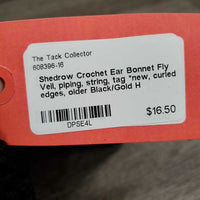 The Tack Collector
608396-16
Shedrow Crochet Ear Bonnet Fly
Veil, piping, string, tag *new, curled
edges, older Black/Gold H
$16.50
DPSE4L